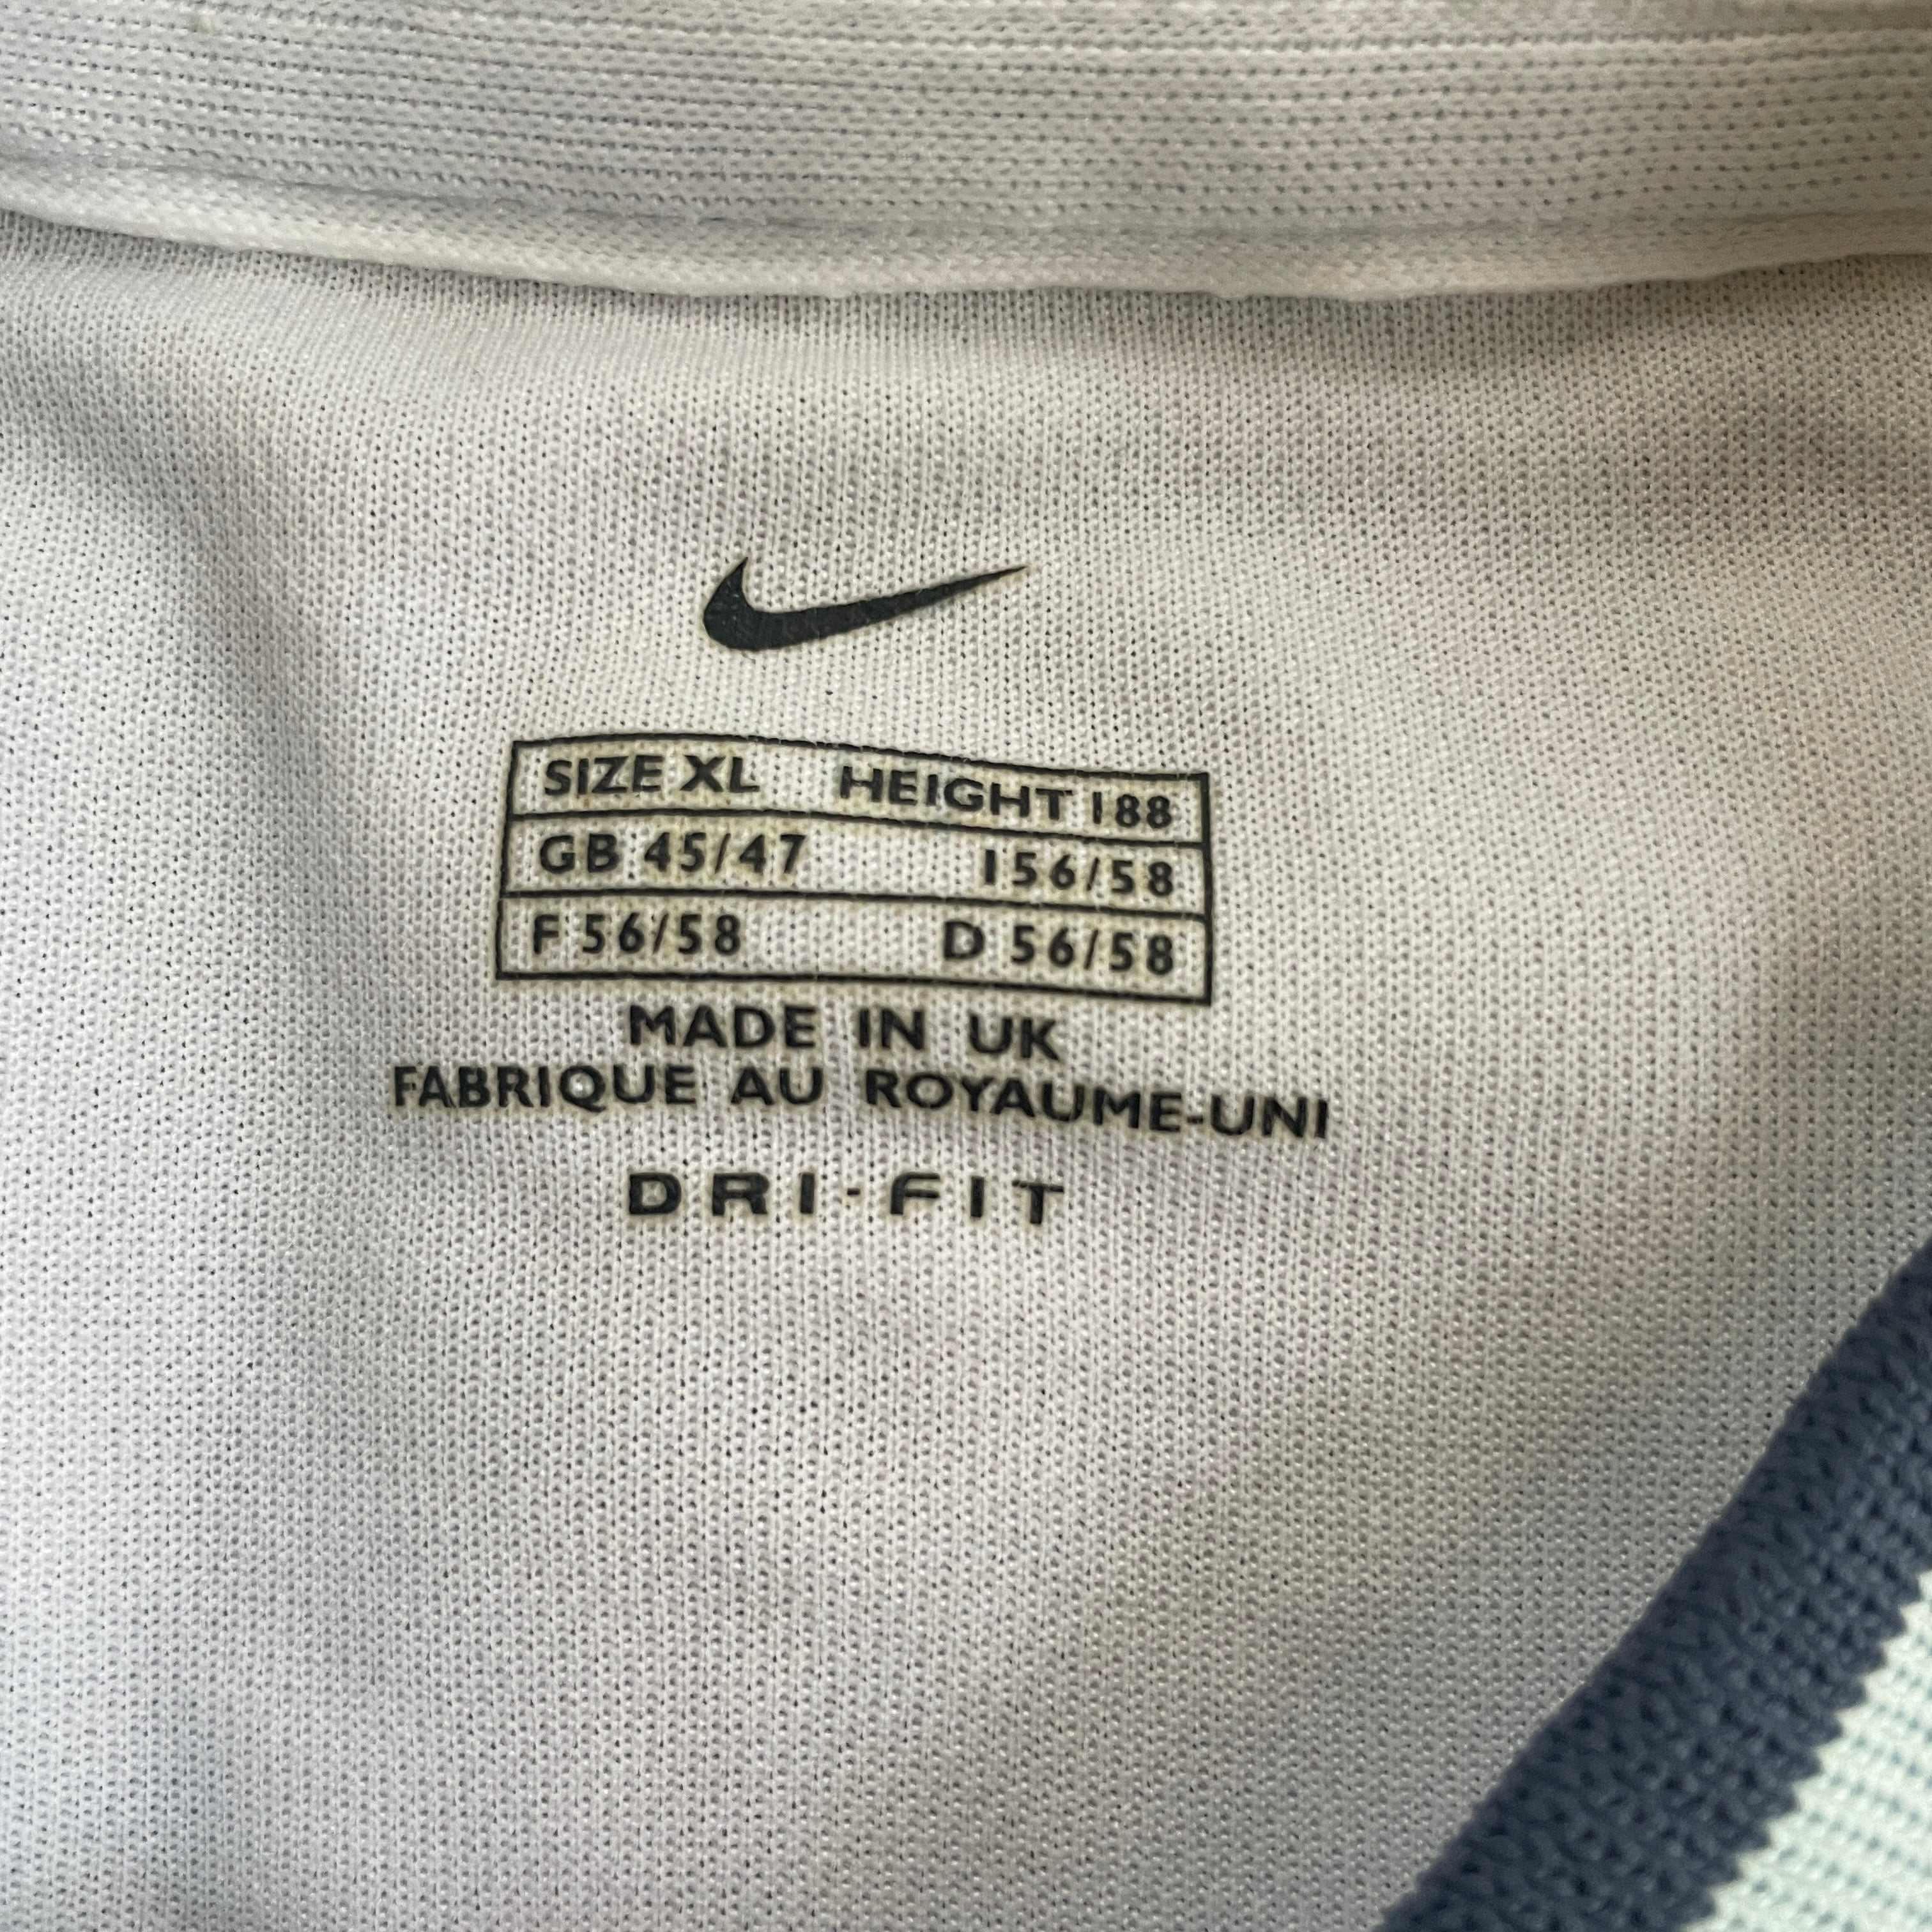 SIZE XL HEIGHT 188
GB 45/47 I 56/58
F 56/58 D 56/58
MADE IN UK
FABRIQUE AU ROYAUME-UNI
DRI-FIT